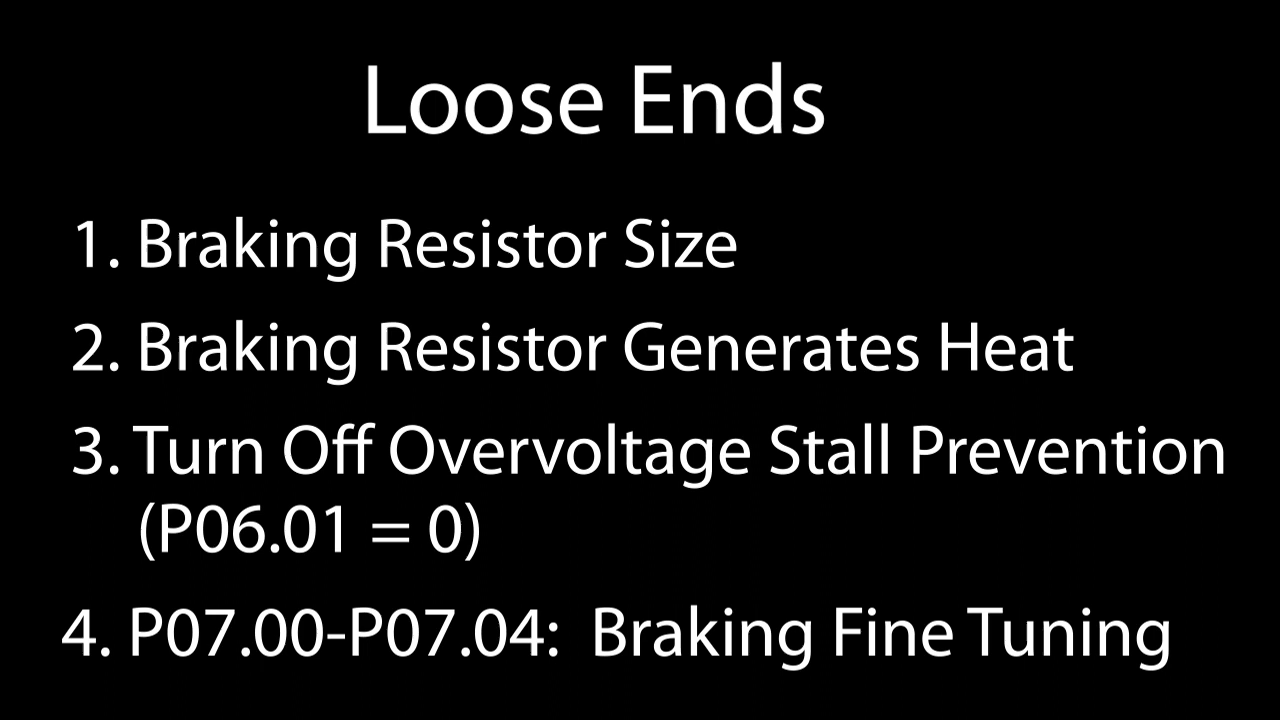 Loose Ends
1. Braking Resistor Size
2. Braking Resistor Generates Heat
3. Turn Off Overvoltage Stall Prevention
(P06.01 = 0)
4. P07.00-P07.04: Braking Fine Tuning